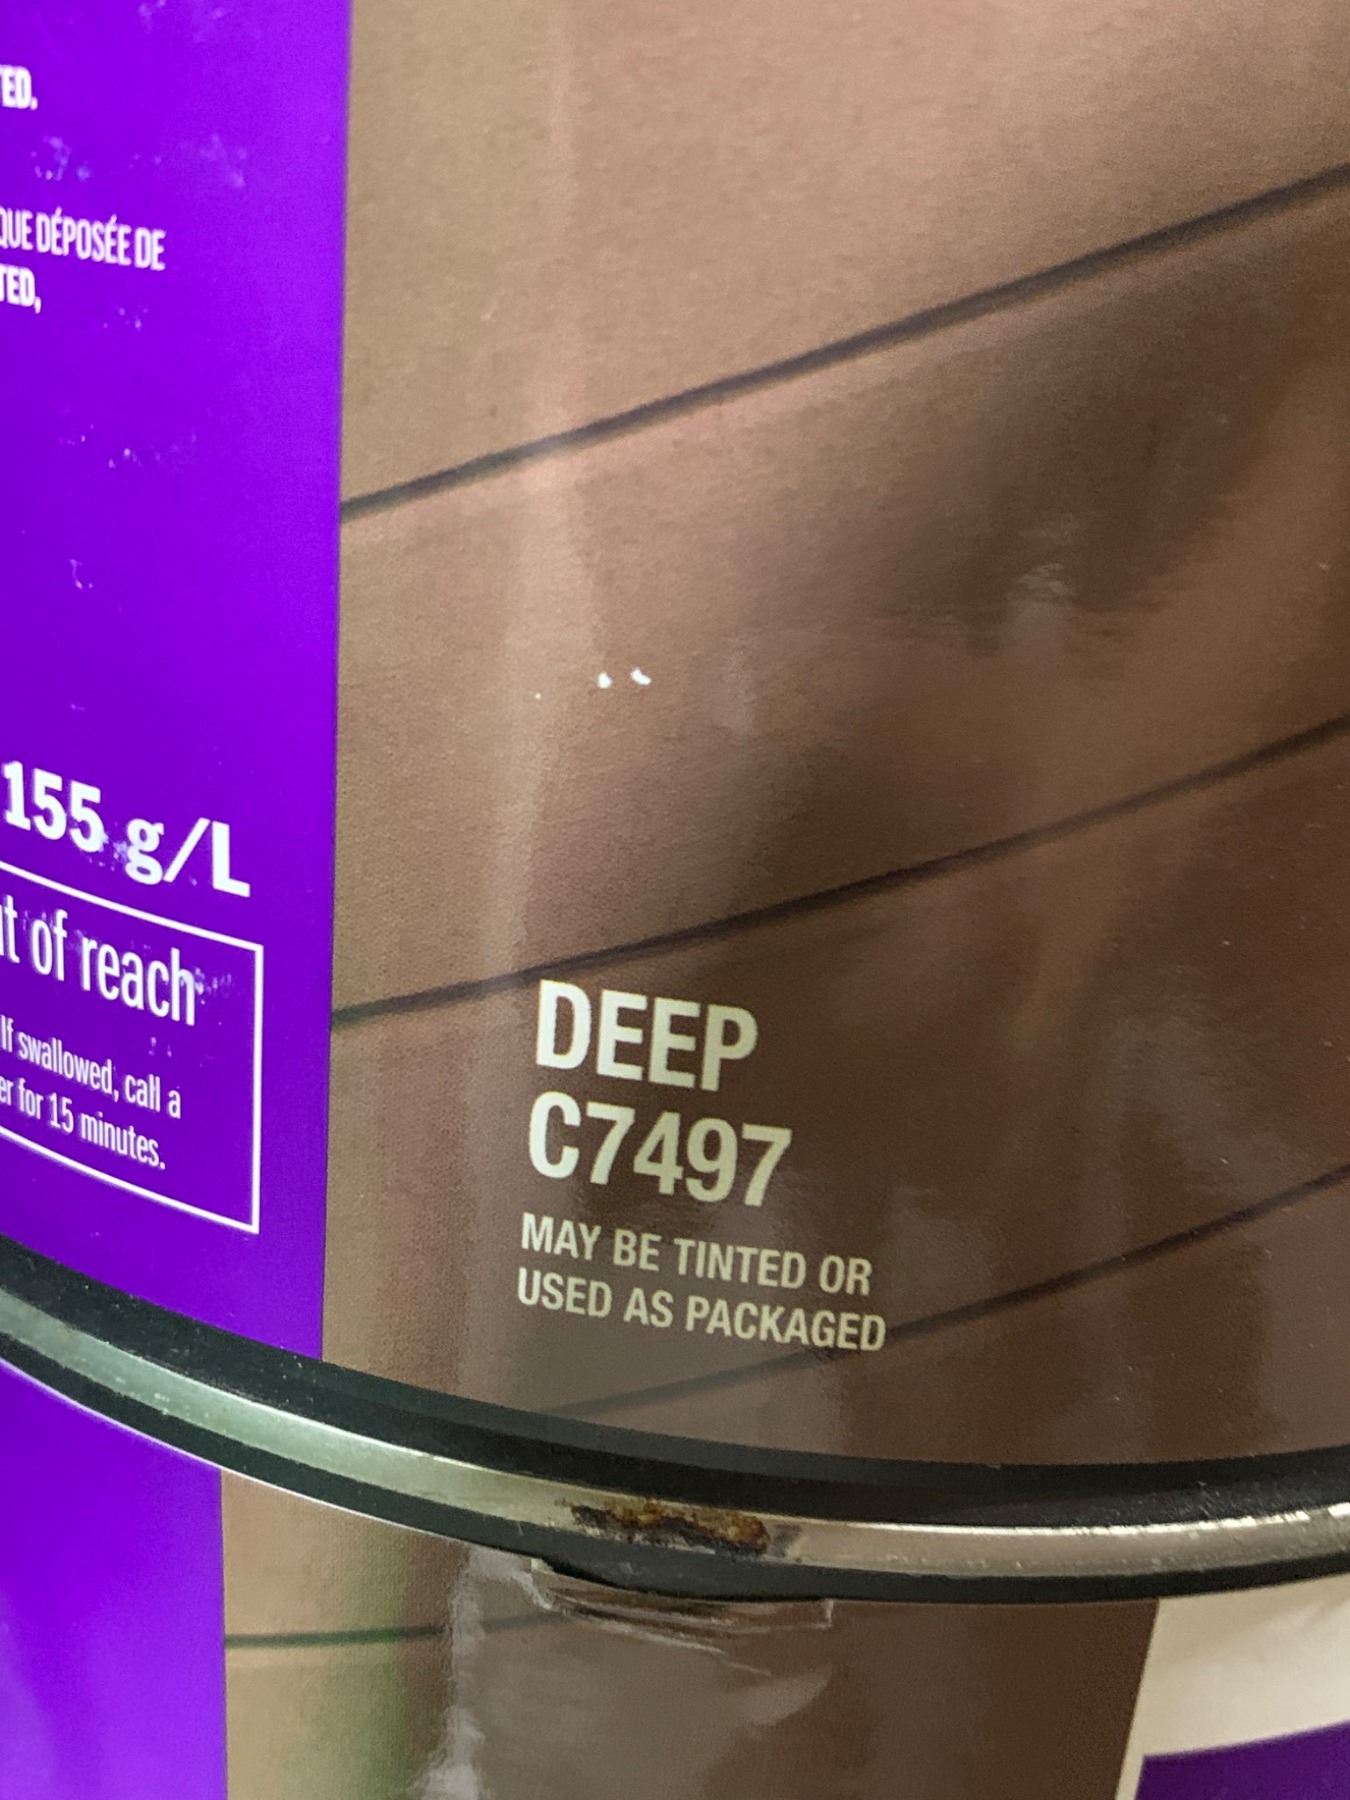 TED.
QUE DÉPOSÉE DE
TED,
155 g/L
of reach
If swallowed, call a
for 15 minutes.
DEEP
C7497
MAY BE TINTED OR
USED AS PACKAGED